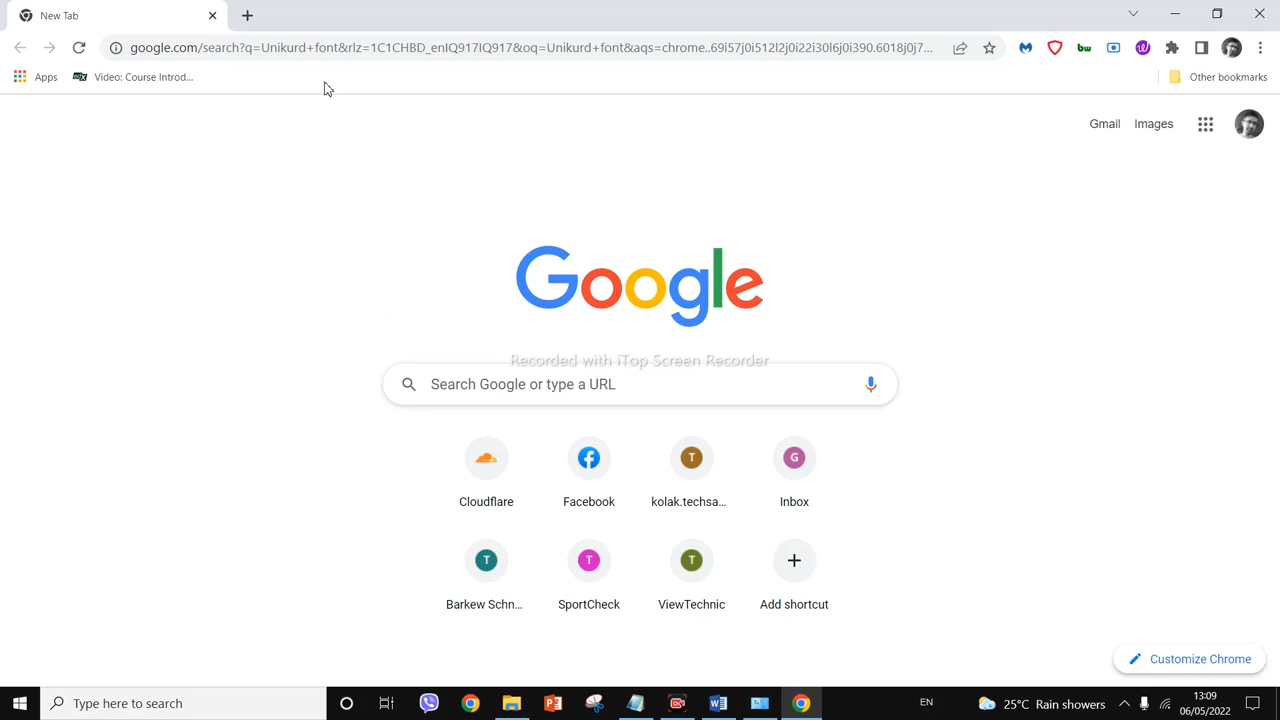 New Tab
google.com/search?q=Unikurd+font&rlz=1C1CHBD_enIQ917IQ917&oq=Unikurd+font&aqs=chrome..69i57j0i512l2j0i22i30l6j0i390.6018j0j7...
Apps
Video: Course Introd...
Other bookmarks
Gmail Images
Google
Recorded with iTop Screen Recorder
Search Google or type a URL
T G
Cloudflare Facebook kolak.techsa... Inbox
T T T
Barkew Schn... SportCheck ViewTechnic Add shortcut
Customize Chrome
Type here to search
EN
25°C Rain showers
13:09
06/05/2022